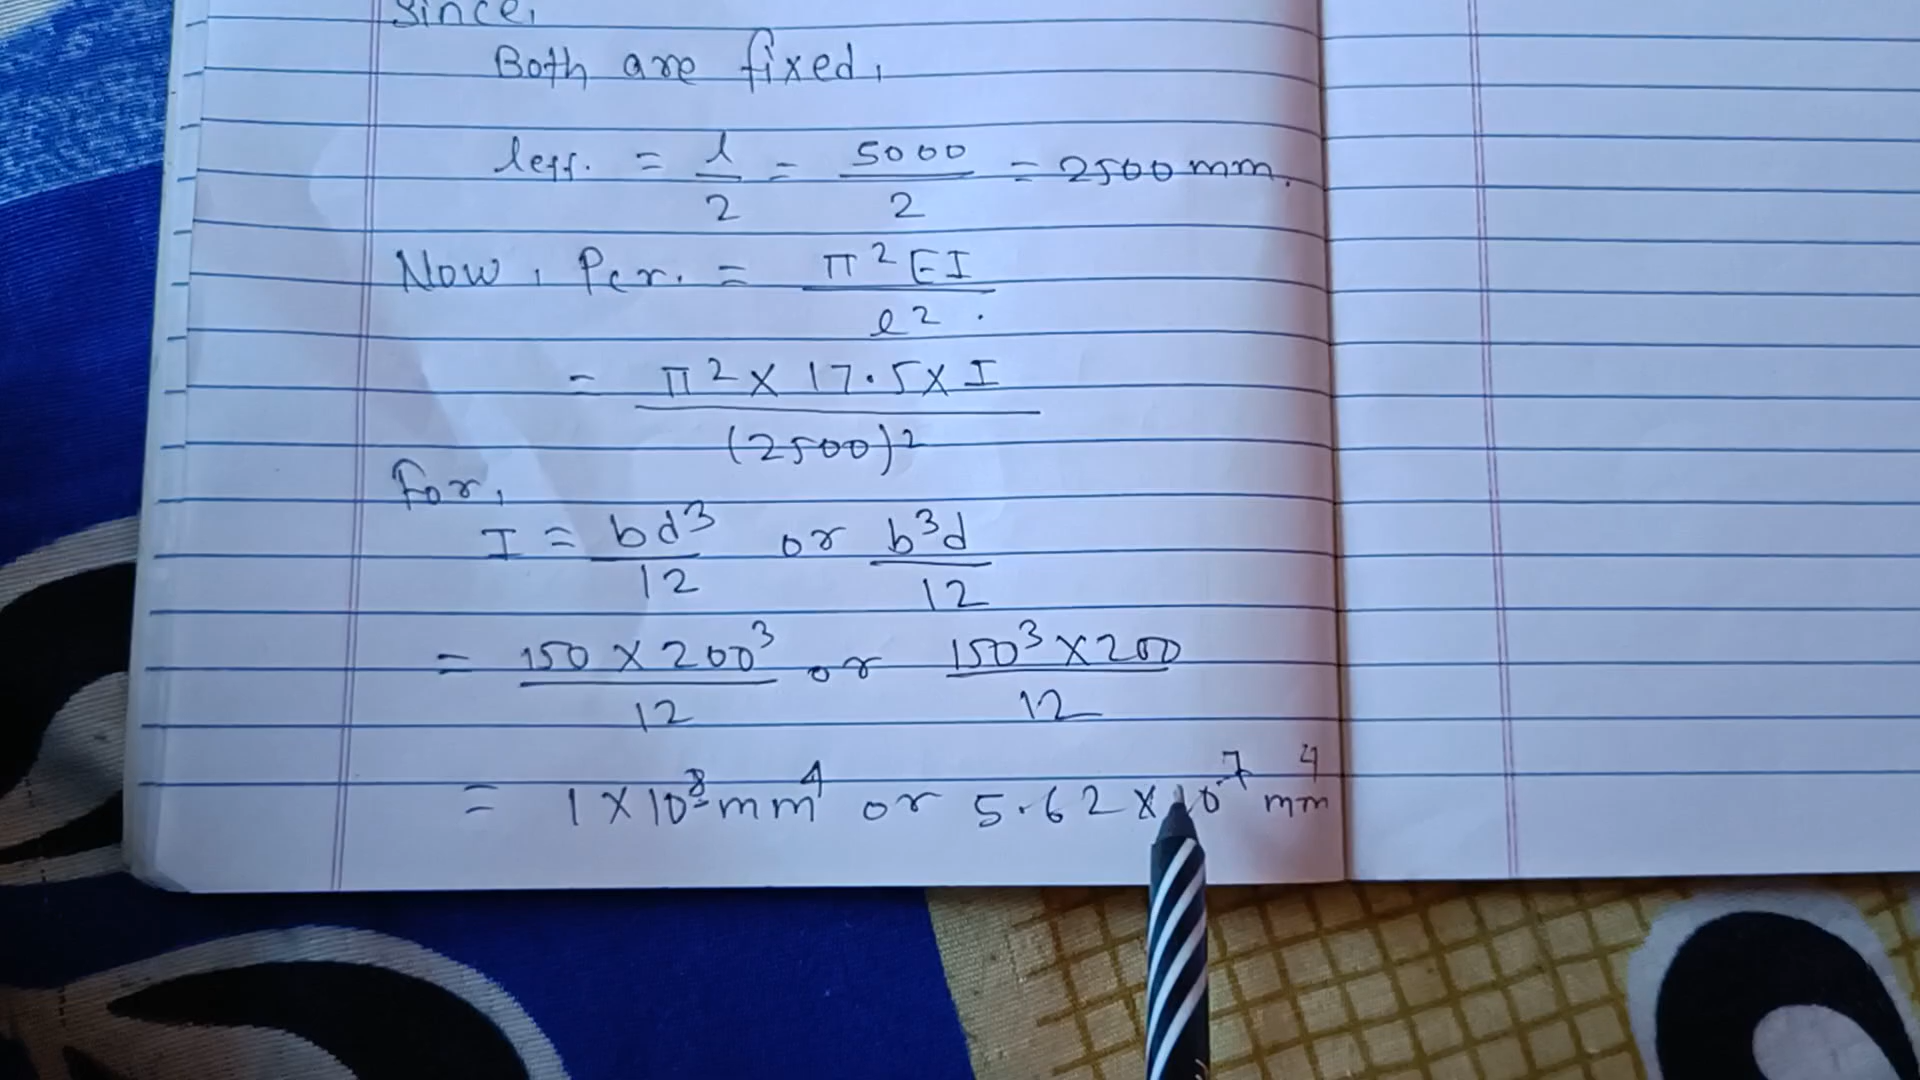 Since,
Both are fixed,
leff. = l/2 = 5000/2 = 2500 mm.
Now, Pcr. = π²EI/l².
= π² × 17.5 × I/(2500)²
For,
I = bd³/12 or b³d/12
= 150 × 200³/12 or 150³ × 200/12
= 1 × 10⁸ mm⁴ or 5.62 × 10⁷ mm⁴